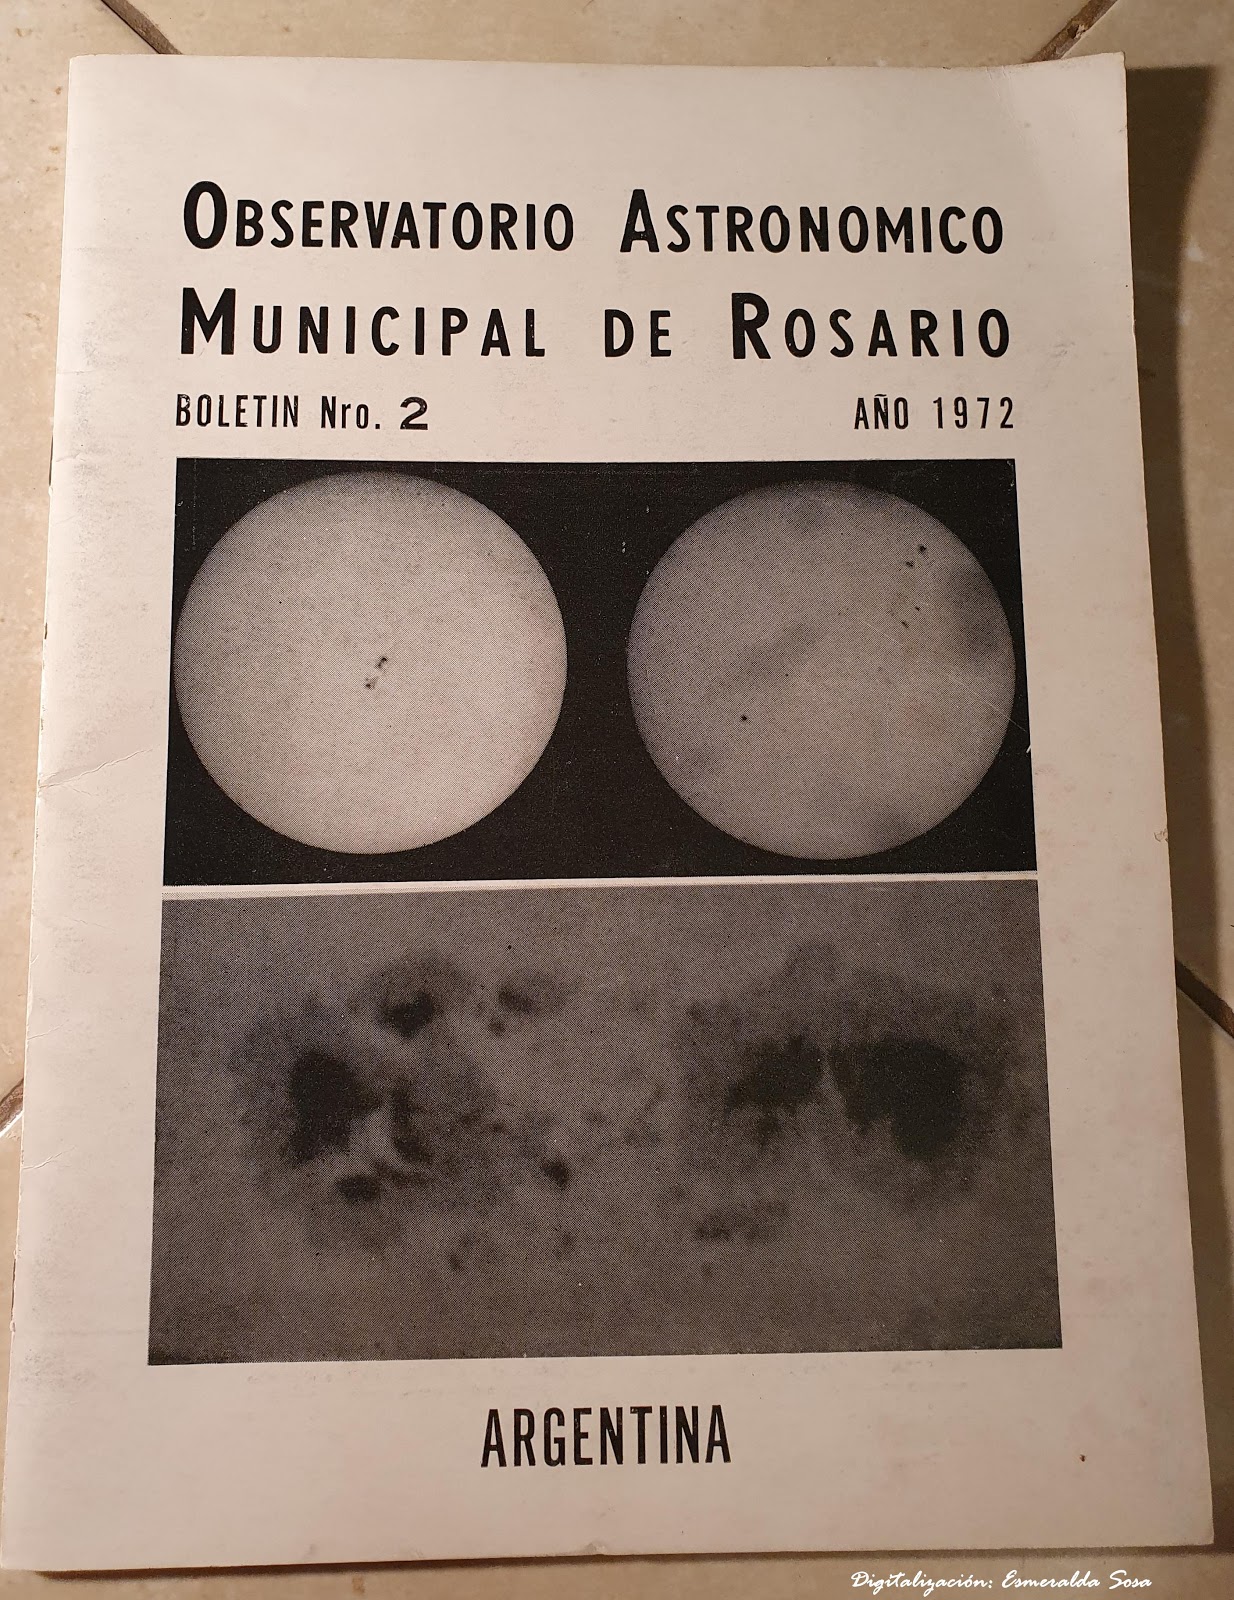 OBSERVATORIO ASTRONOMICO
MUNICIPAL DE ROSARIO
BOLETIN Nro. 2
AÑO 1972
ARGENTINA
Digitalización: Esmeralda Sosa